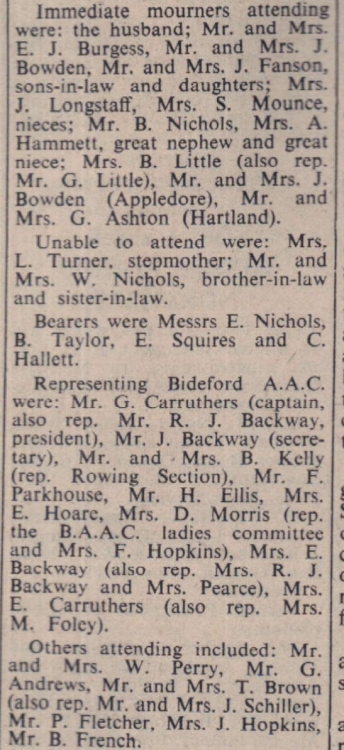 Immediate mourners attending
were: the husband; Mr. and Mrs.
E. J. Burgess, Mr. and Mrs. J.
Bowden, Mr. and Mrs. J. Fanson,
sons-in-law and daughters; Mrs.
J. Longstaff, Mrs. S. Mounce,
nieces; Mr. B. Nichols, Mrs. A.
Hammett, great nephew and great
niece; Mrs. B. Little (also rep.
Mr. G. Little), Mr. and Mrs. J.
Bowden (Appledore), Mr. and
Mrs. G. Ashton (Hartland).
Unable to attend were: Mrs.
L. Turner, stepmother; Mr. and
Mrs. W. Nichols, brother-in-law
and sister-in-law.
Bearers were Messrs E. Nichols,
B. Taylor, E. Squires and C.
Hallett.
Representing Bideford A.A.C.
were: Mr. G. Carruthers (captain,
also rep. Mr. R. J. Backway,
president), Mr. J. Backway (secre-
tary), Mr. and Mrs. B. Kelly
(rep. Rowing Section), Mr. F.
Parkhouse, Mr. H. Ellis, Mrs.
E. Hoare, Mrs. D. Morris (rep.
the B.A.A.C. ladies committee
and Mrs. F. Hopkins), Mrs. E.
Backway (also rep. Mrs. R. J.
Backway and Mrs. Pearce), Mrs.
E. Carruthers (also rep. Mrs.
M. Foley).
Others attending included: Mr.
and Mrs. W. Perry, Mr. G.
Andrews, Mr. and Mrs. T. Brown
(also rep. Mr. and Mrs. J. Schiller),
Mr. P. Fletcher, Mrs. J. Hopkins,
Mr. B. French.